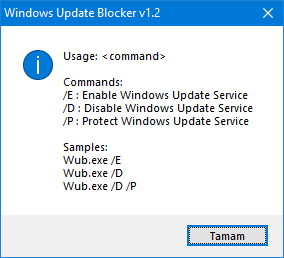 Windows Update Blocker v1.2
Usage: <command>
Commands:
/E : Enable Windows Update Service
/D : Disable Windows Update Service
/P : Protect Windows Update Service
Samples:
Wub.exe /E
Wub.exe /D
Wub.exe /D /P
Tamam